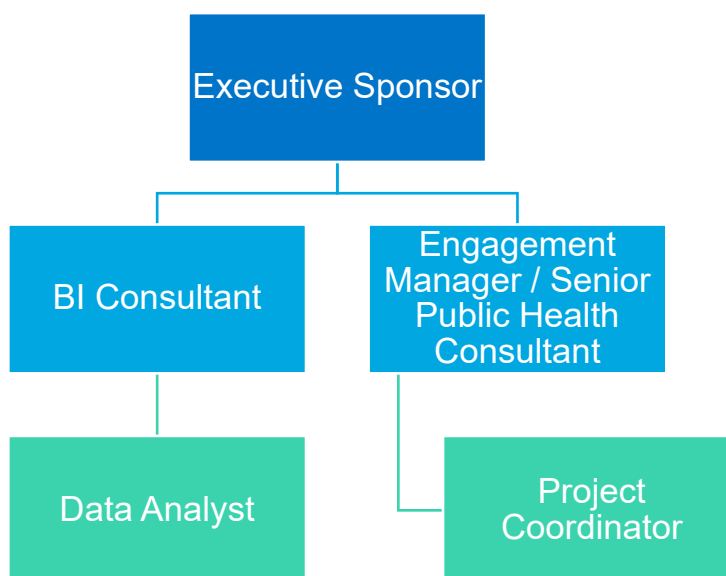 Executive Sponsor
BI Consultant
Engagement
Manager / Senior
Public Health
Consultant
Data Analyst
Project
Coordinator